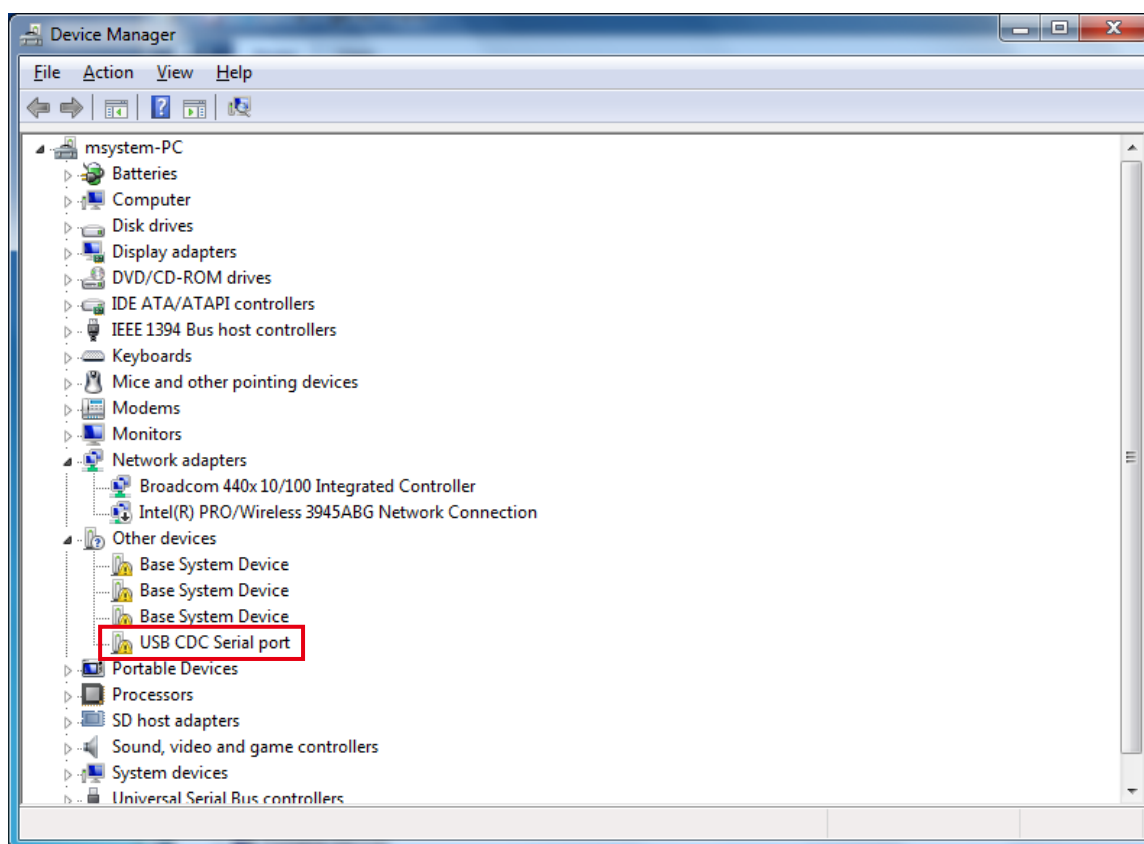 Device Manager
File Action View Help
msystem-PC
Batteries
Computer
Disk drives
Display adapters
DVD/CD-ROM drives
IDE ATA/ATAPI controllers
IEEE 1394 Bus host controllers
Keyboards
Mice and other pointing devices
Modems
Monitors
Network adapters
Broadcom 440x 10/100 Integrated Controller
Intel(R) PRO/Wireless 3945ABG Network Connection
Other devices
Base System Device
Base System Device
Base System Device
USB CDC Serial port
Portable Devices
Processors
SD host adapters
Sound, video and game controllers
System devices
Universal Serial Bus controllers